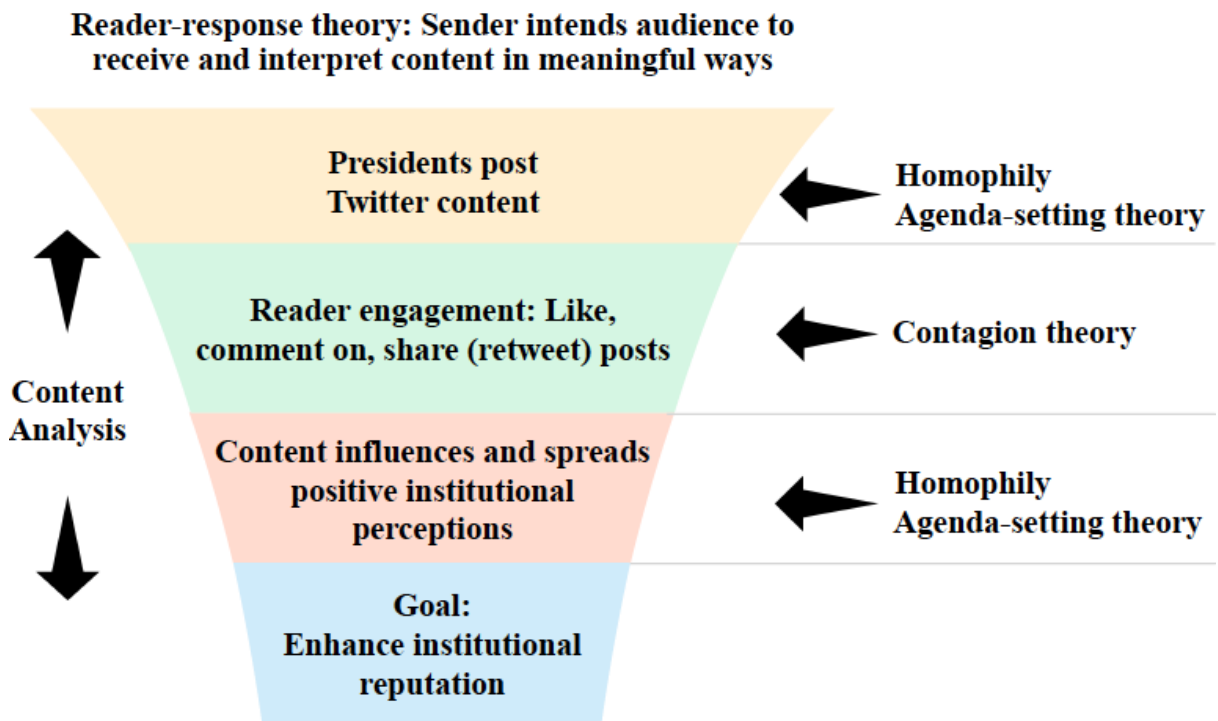 Reader-response theory: Sender intends audience to
receive and interpret content in meaningful ways
Presidents post
Twitter content
Homophily
Agenda-setting theory
Reader engagement: Like,
comment on, share (retweet) posts
Contagion theory
Content
Analysis
Content influences and spreads
positive institutional
perceptions
Homophily
Agenda-setting theory
Goal:
Enhance institutional
reputation